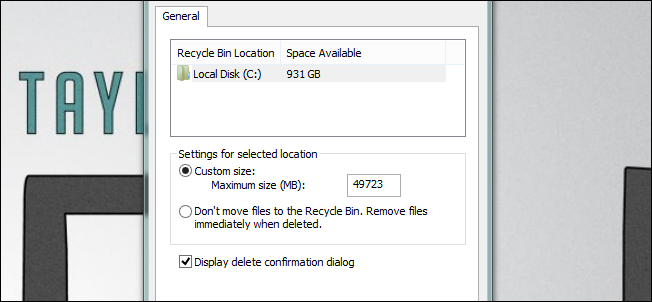 General
Recycle Bin Location Space Available
Local Disk (C:) 931 GB
TAY
Settings for selected location
Custom size:
Maximum size (MB): 49723
Don't move files to the Recycle Bin. Remove files
immediately when deleted.
Display delete confirmation dialog